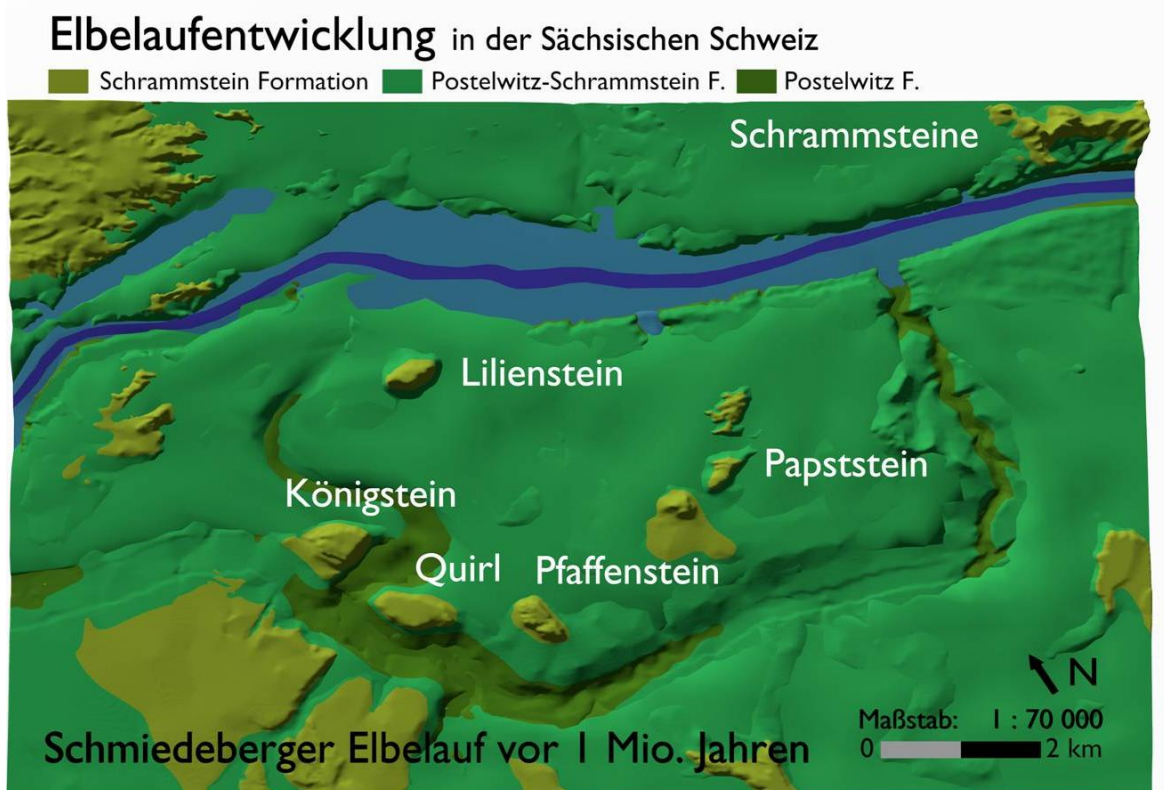 Elbelaufentwicklung in der Sächsischen Schweiz
Schrammstein Formation Postelwitz-Schrammstein F. Postelwitz F.
Schrammsteine
Lilienstein
Papststein
Königstein
Quirl Pfaffenstein
N
Maßstab: 1 : 70 000
0 2 km
Schmiedeberger Elbelauf vor 1 Mio. Jahren